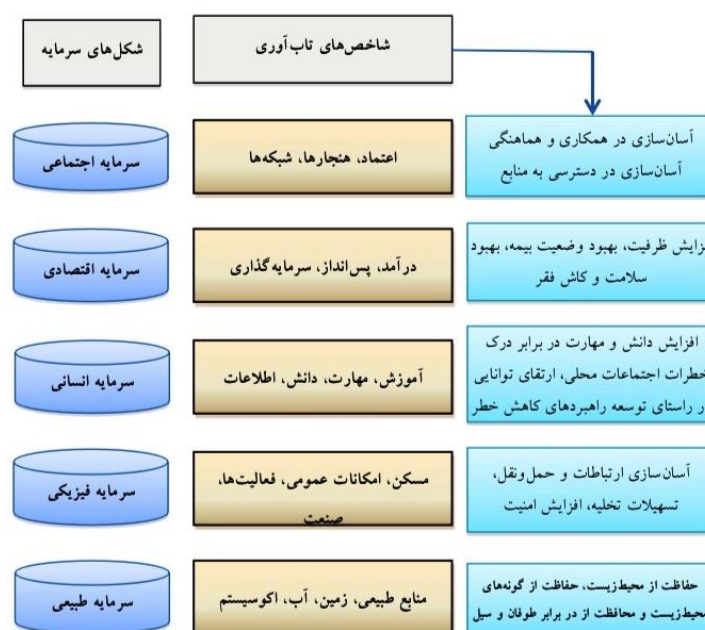 شکل‌های سرمایه
شاخص‌های تاب‌آوری
سرمایه اجتماعی
اعتماد، هنجارها، شبکه‌ها
آسان‌سازی در همکاری و هماهنگی
آسان‌سازی در دسترسی به منابع
سرمایه اقتصادی
درآمد، پس‌انداز، سرمایه‌گذاری
زایش ظرفیت، بهبود وضعیت بیمه، بهبود
سلامت و کاش فقر
سرمایه انسانی
آموزش، مهارت، دانش، اطلاعات
افزایش دانش و مهارت در برابر درک
خطرات اجتماعات محلی، ارتقای توانایی
ر راستای توسعه راهبردهای کاهش خطر
سرمایه فیزیکی
مسکن، امکانات عمومی، فعالیت‌ها،
صنعت
آسان‌سازی ارتباطات و حمل‌ونقل،
تسهیلات تخلیه، افزایش امنیت
سرمایه طبیعی
منابع طبیعی، زمین، آب، اکوسیستم
حفاظت از محیط‌زیست، حفاظت از گونه‌های
محیط‌زیست و محافظت از در برابر طوفان و سیل